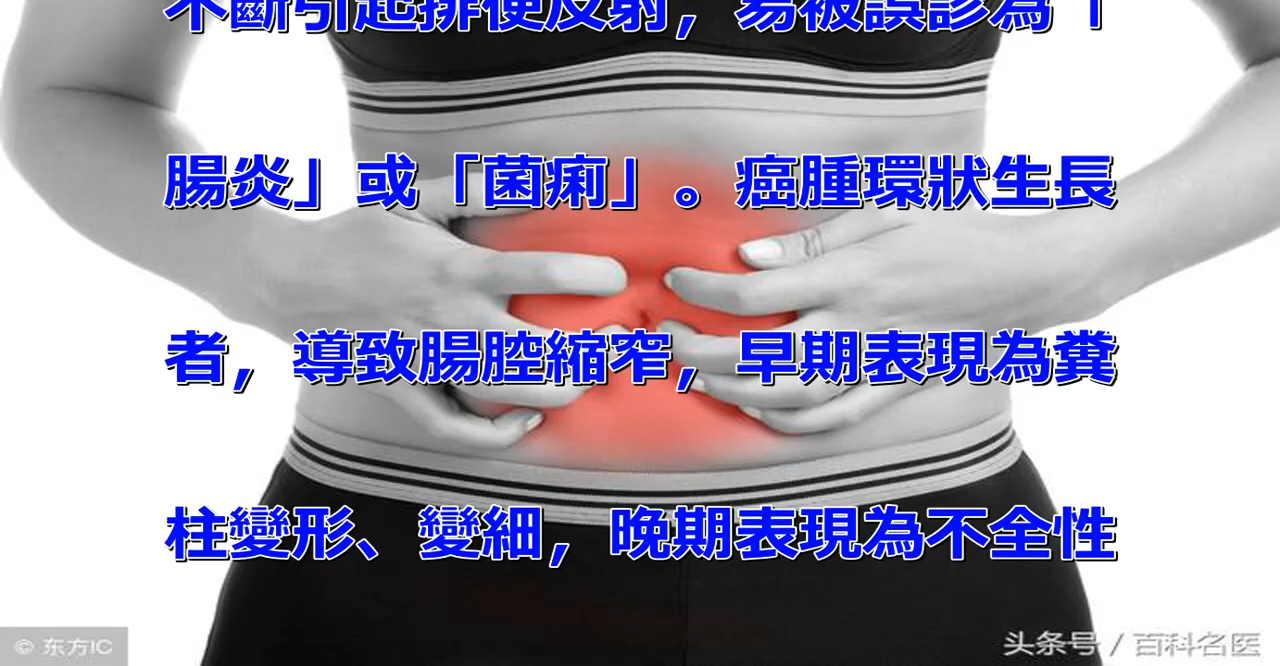 不斷引起排便反射，易被誤診為「
腸炎」或「菌痢」。癌腫環狀生長
者，導致腸腔縮窄，早期表現為糞
柱變形、變細，晚期表現為不全性
© 东方IC
头条号 / 百科名医